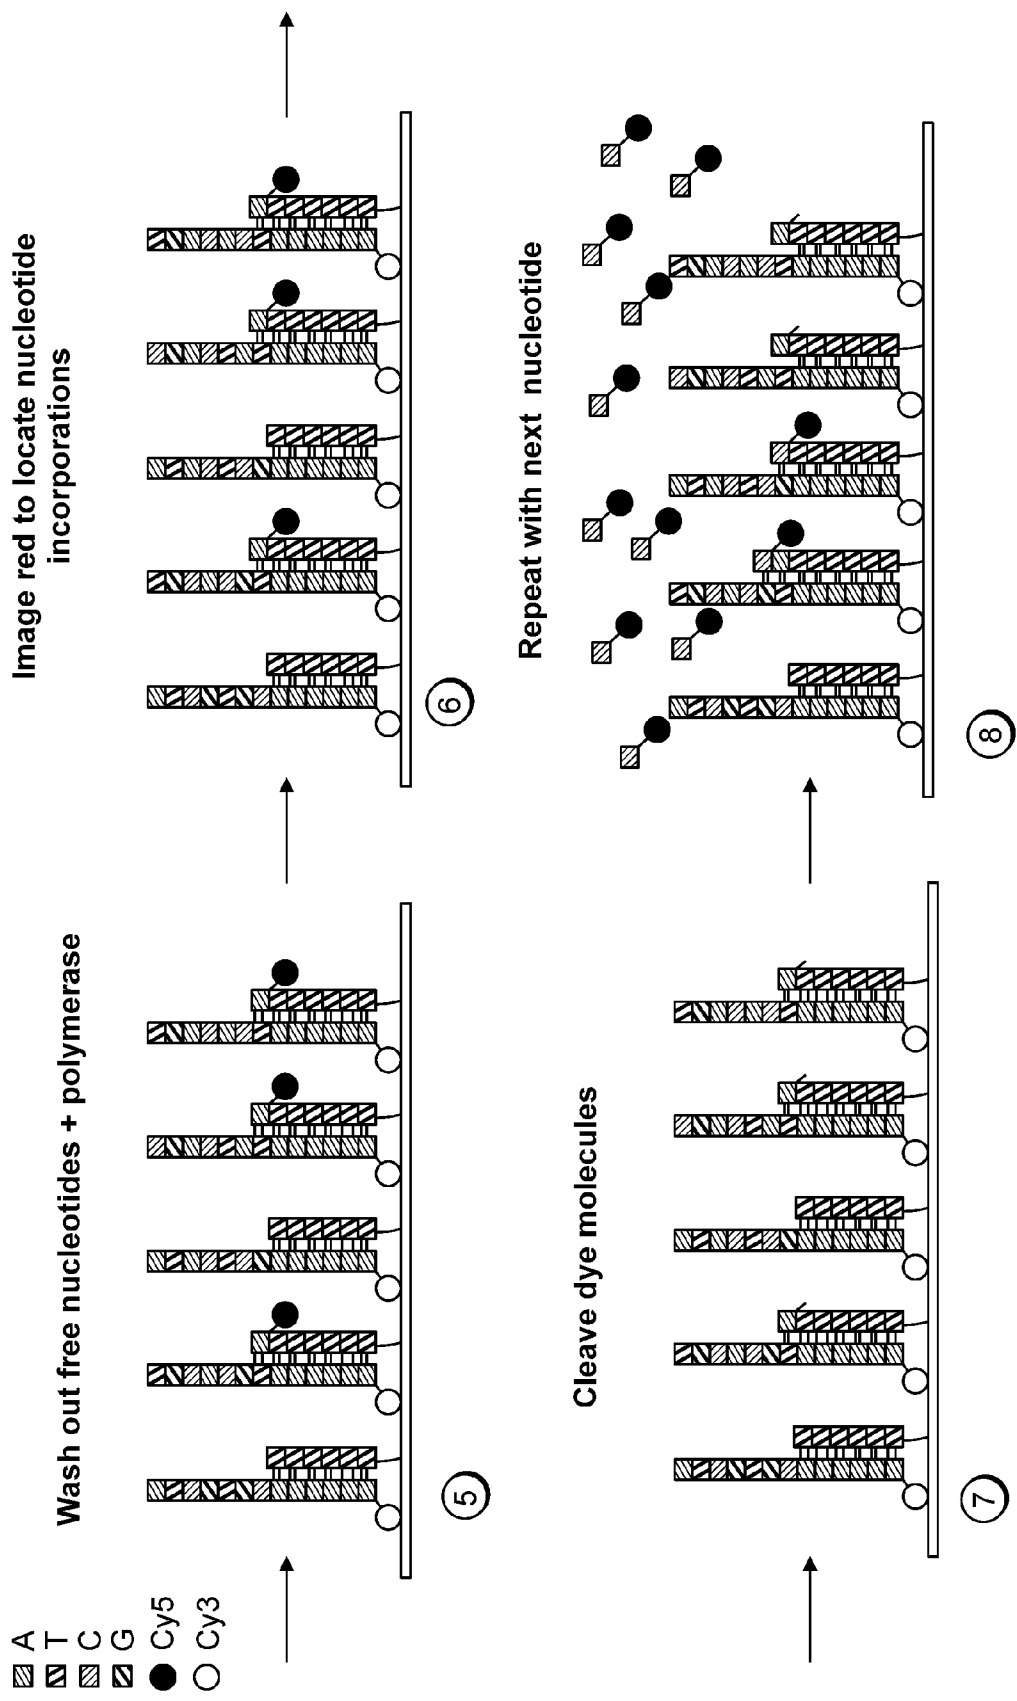 A
T
C
G
Cy5
Cy3
Wash out free nucleotides + polymerase
5
Image red to locate nucleotide
incorporations
6
Cleave dye molecules
7
Repeat with next nucleotide
8